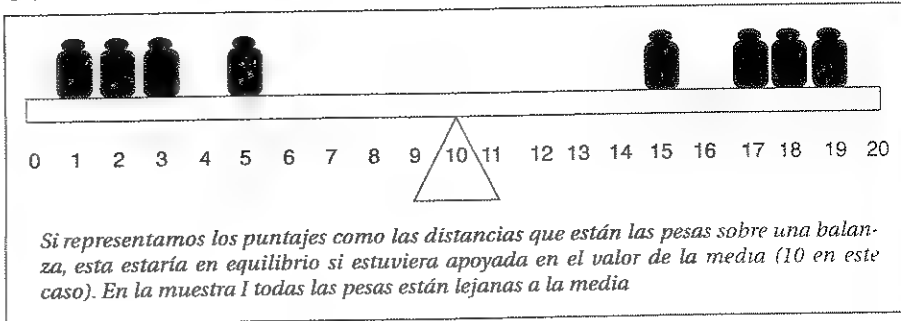 0 1 2 3 4 5 6 7 8 9 10 11 12 13 14 15 16 17 18 19 20
Si representamos los puntajes como las distancias que están las pesas sobre una balan-
za, esta estaría en equilibrio si estuviera apoyada en el valor de la media (10 en este
caso). En la muestra I todas las pesas están lejanas a la media